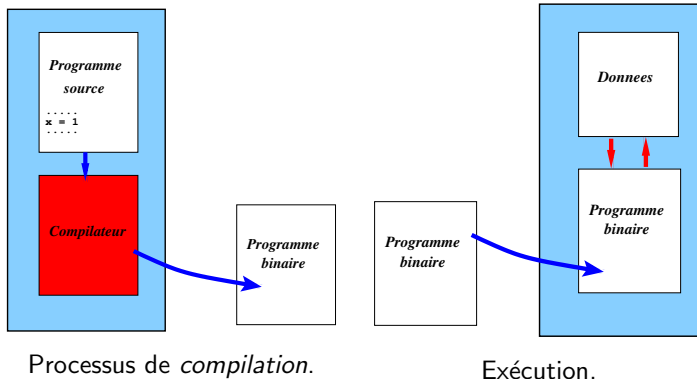 Programme
source
.....
x = 1
.....
Compilateur
Programme
binaire
Processus de compilation.
Programme
binaire
Donnees
Programme
binaire
Exécution.